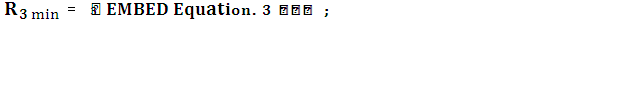 R3 min = EMBED Equation. 3 ;